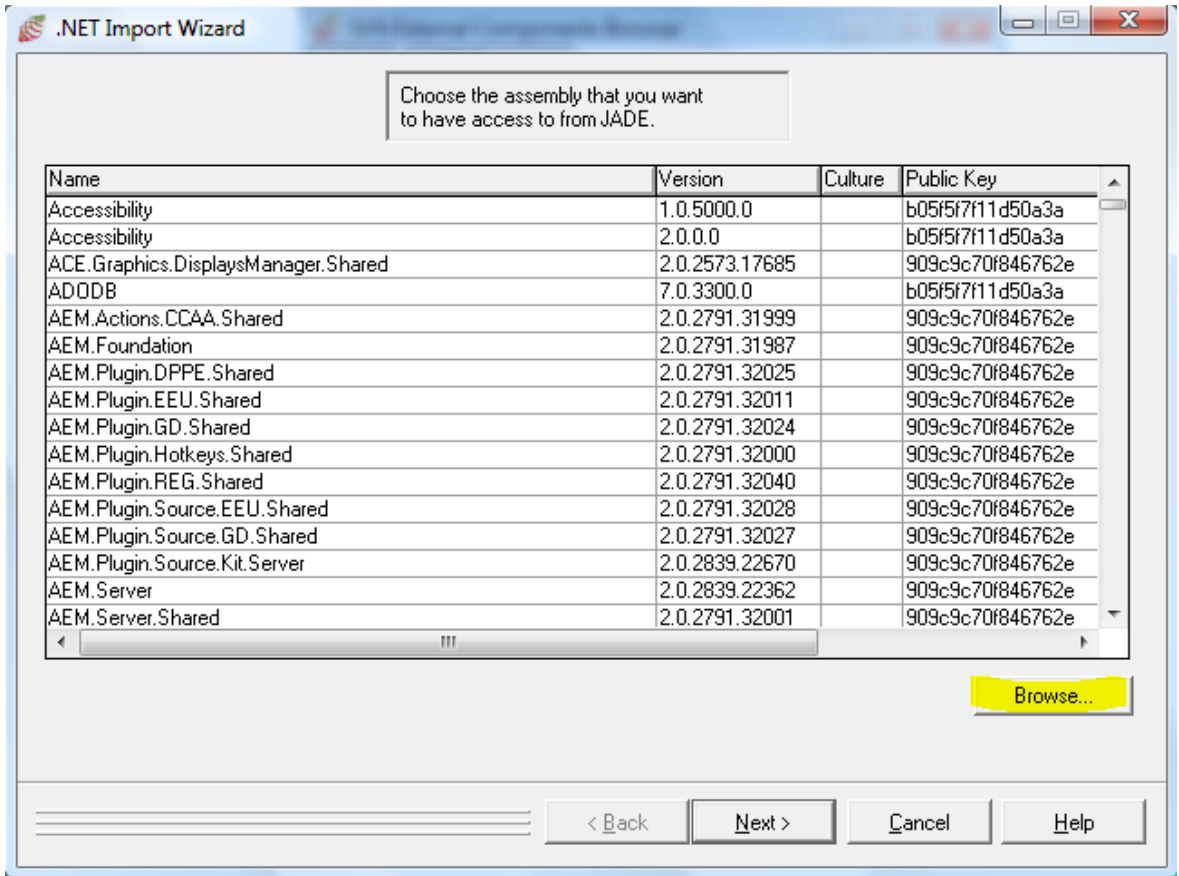 .NET Import Wizard
Choose the assembly that you want
to have access to from JADE.
Name Version Culture Public Key
Accessibility 1.0.5000.0 b05f5f7f11d50a3a
Accessibility 2.0.0.0 b05f5f7f11d50a3a
ACE.Graphics.DisplaysManager.Shared 2.0.2573.17685 909c9c70f846762e
ADODB 7.0.3300.0 b05f5f7f11d50a3a
AEM.Actions.CCAA.Shared 2.0.2791.31999 909c9c70f846762e
AEM.Foundation 2.0.2791.31987 909c9c70f846762e
AEM.Plugin.DPPE.Shared 2.0.2791.32025 909c9c70f846762e
AEM.Plugin.EEU.Shared 2.0.2791.32011 909c9c70f846762e
AEM.Plugin.GD.Shared 2.0.2791.32024 909c9c70f846762e
AEM.Plugin.Hotkeys.Shared 2.0.2791.32000 909c9c70f846762e
AEM.Plugin.REG.Shared 2.0.2791.32040 909c9c70f846762e
AEM.Plugin.Source.EEU.Shared 2.0.2791.32028 909c9c70f846762e
AEM.Plugin.Source.GD.Shared 2.0.2791.32027 909c9c70f846762e
AEM.Plugin.Source.Kit.Server 2.0.2839.22670 909c9c70f846762e
AEM.Server 2.0.2839.22362 909c9c70f846762e
AEM.Server.Shared 2.0.2791.32001 909c9c70f846762e
Browse...
< Back Next > Cancel Help